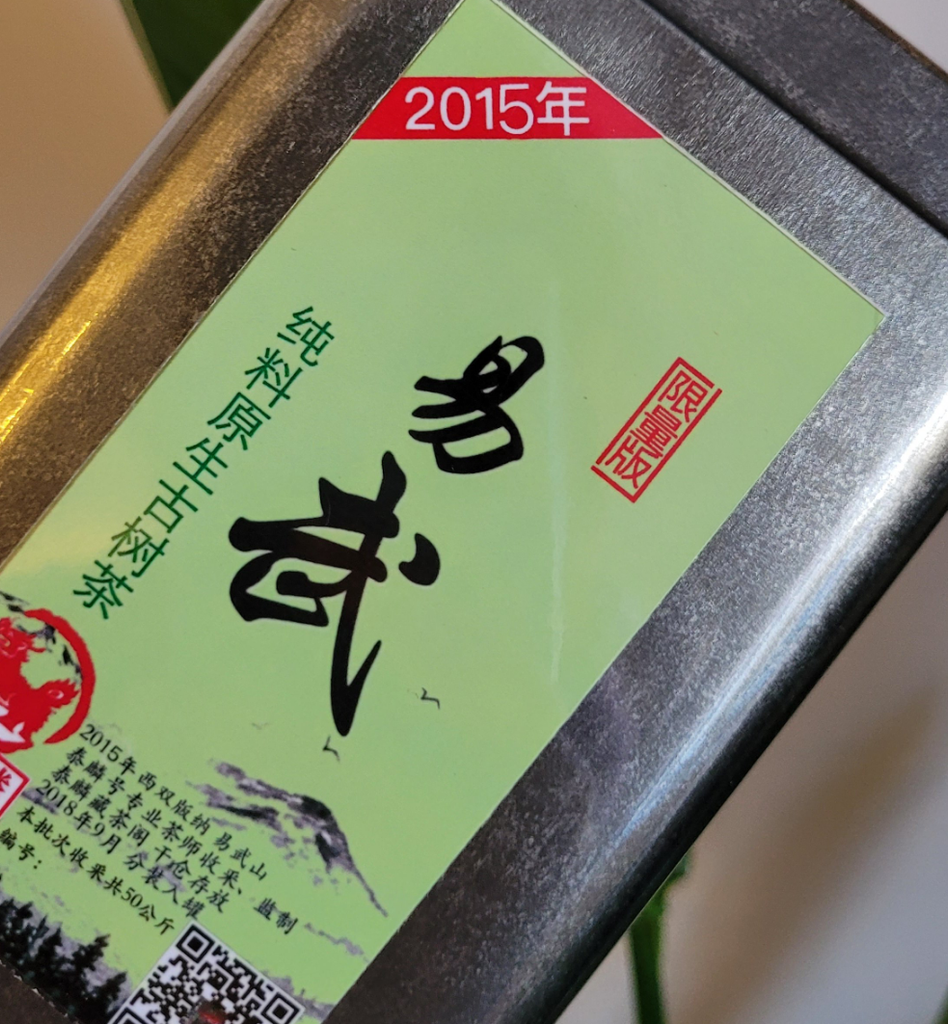 2015年
限量版
易武
纯料原生古树茶
2015年西双版纳易武山
泰麟号专业茶师收采、监制
泰麟藏茶阁干仓存放
2018年9月分装入罐
本批次收采共50公斤
编号：